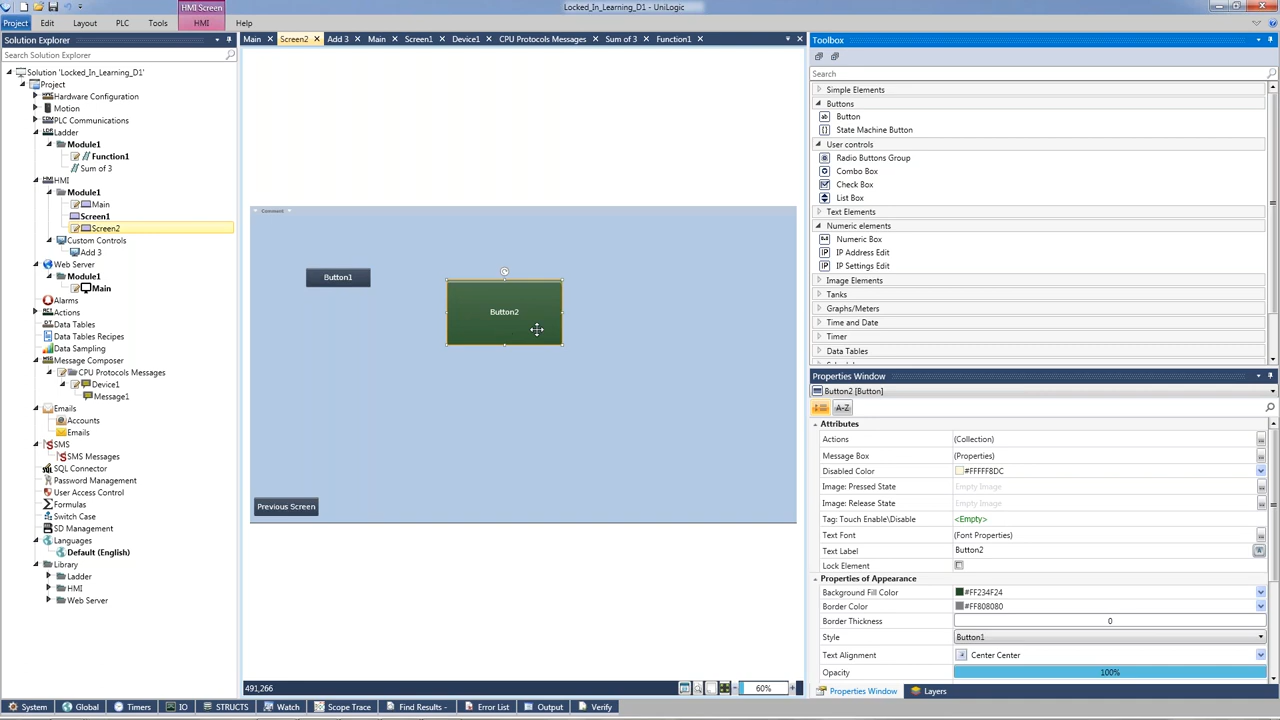 HMI Screen
Locked_In_Learning_D1* - UniLogic
Project Edit Layout PLC Tools HMI Help
Solution Explorer
Search Solution Explorer
Solution 'Locked_In_Learning_D1'
Project
Hardware Configuration
Motion
PLC Communications
Ladder
Module1
Function1
Sum of 3
HMI
Module1
Main
Screen1
Screen2
Custom Controls
Add 3
Web Server
Module1
Main
Alarms
Actions
Data Tables
Data Tables Recipes
Data Sampling
Message Composer
CPU Protocols Messages
Device1
Message1
Emails
Accounts
Emails
SMS
SMS Messages
SQL Connector
Password Management
User Access Control
Formulas
Switch Case
SD Management
Languages
Default (English)
Library
Ladder
HMI
Web Server
Main Screen2 Add 3 Main Screen1 Device1 CPU Protocols Messages Sum of 3 Function1
Comment
Button1
Button2
Previous Screen
491,266
60%
Toolbox
Search
Simple Elements
Buttons
Button
State Machine Button
User controls
Radio Buttons Group
Combo Box
Check Box
List Box
Text Elements
Numeric elements
Numeric Box
IP Address Edit
IP Settings Edit
Image Elements
Tanks
Graphs/Meters
Time and Date
Timer
Data Tables
Properties Window
Button2 [Button]
A-Z
Attributes
Actions (Collection)
Message Box (Properties)
Disabled Color #FFFFF8DC
Image: Pressed State Empty Image
Image: Release State Empty Image
Tag: Touch Enable\Disable <Empty>
Text Font (Font Properties)
Text Label Button2
Lock Element
Properties of Appearance
Background Fill Color #FF234F24
Border Color #FF808080
Border Thickness 0
Style Button1
Text Alignment Center Center
Opacity 100%
Properties Window Layers
System Global Timers IO STRUCTS Watch Scope Trace Find Results - Error List Output Verify